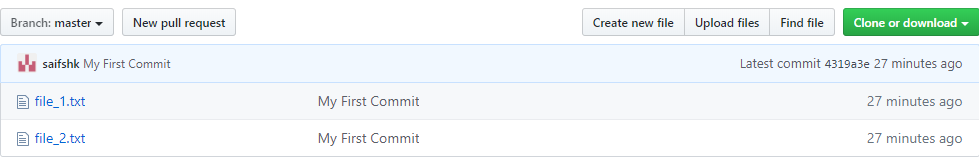 Branch: master New pull request Create new file Upload files Find file Clone or download
saifshk My First Commit Latest commit 4319a3e 27 minutes ago
file_1.txt My First Commit 27 minutes ago
file_2.txt My First Commit 27 minutes ago